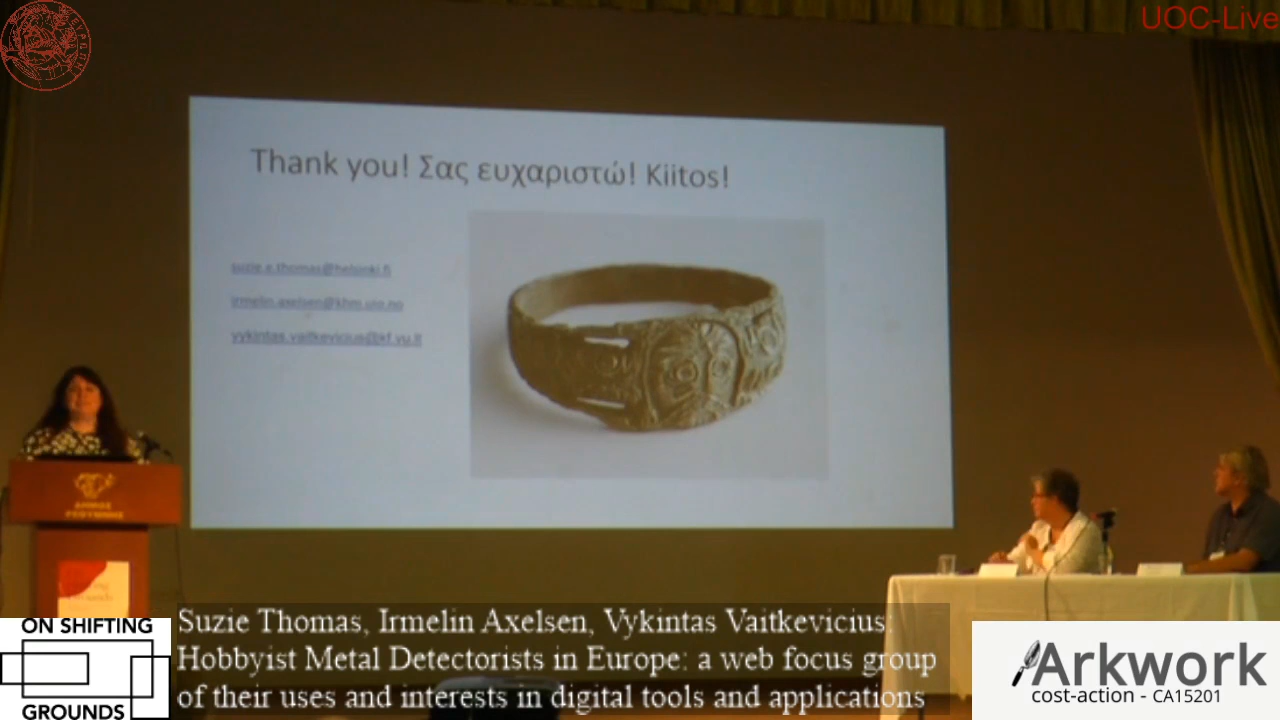 UOC-Live
Thank you! Σας ευχαριστώ! Kiitos!
suzie.e.thomas@helsinki.fi
irmelin.axelsen@khm.uio.no
vykintas.vaitkevicius@kf.vu.lt
ΔΗΜΟΣ
ΡΕΘΥΜΝΗΣ
ON SHIFTING
GROUNDS
Suzie Thomas, Irmelin Axelsen, Vykintas Vaitkevicius:
Hobbyist Metal Detectorists in Europe: a web focus group
of their uses and interests in digital tools and applications
Arkwork
cost-action - CA15201